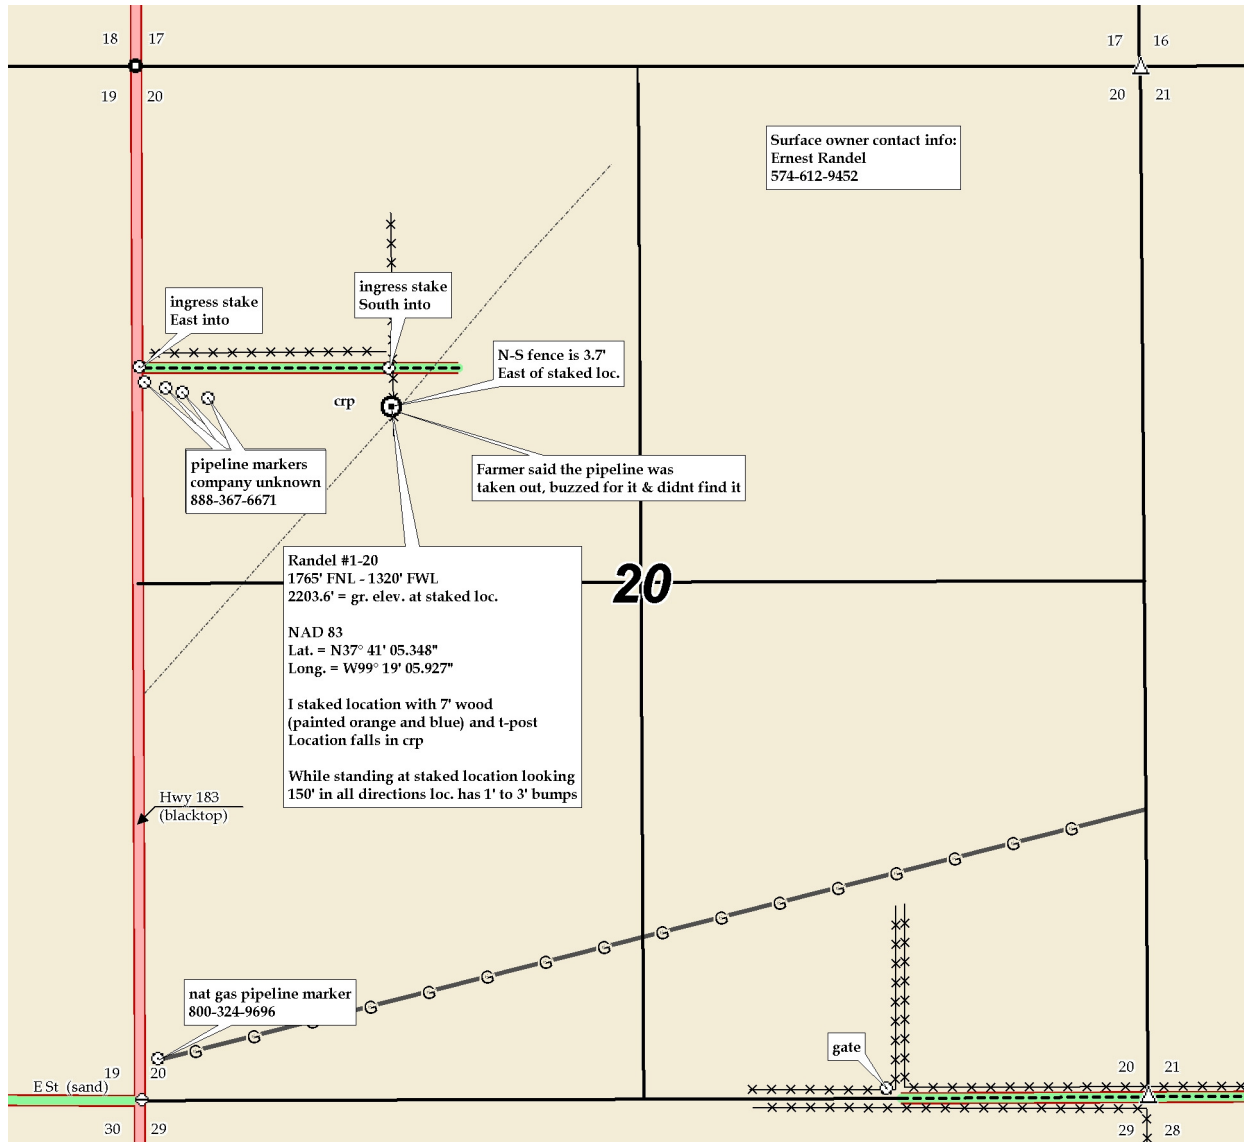 18 17
17 16
19 20
20 21
Surface owner contact info:
Ernest Randel
574-612-9452
ingress stake
East into
ingress stake
South into
N-S fence is 3.7'
East of staked loc.
crp
pipeline markers
company unknown
888-367-6671
Farmer said the pipeline was
taken out, buzzed for it & didnt find it
Randel #1-20
1765' FNL - 1320' FWL
2203.6' = gr. elev. at staked loc.
NAD 83
Lat. = N37° 41' 05.348"
Long. = W99° 19' 05.927"
I staked location with 7' wood
(painted orange and blue) and t-post
Location falls in crp
While standing at staked location looking
150' in all directions loc. has 1' to 3' bumps
20
Hwy 183
(blacktop)
G G G G G G G G G G G G G G G
nat gas pipeline marker
800-324-9696
gate
19 20
20 21
E St (sand)
30 29
29 28